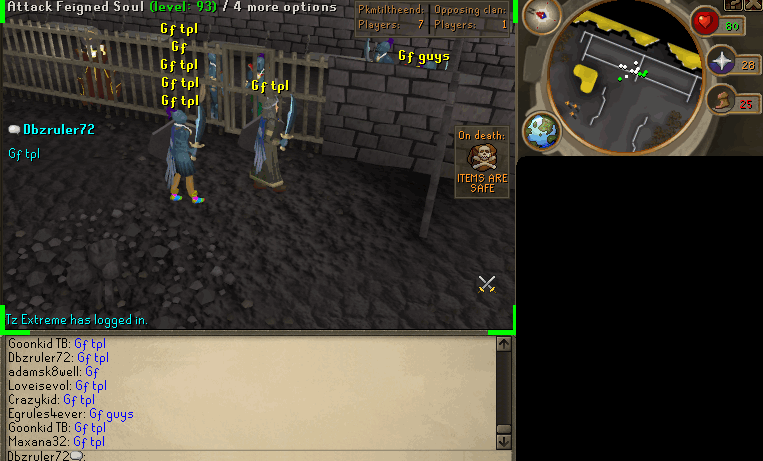 Attack Feigned Soul (level: 93) / 4 more options
Pkmtiltheend: Opposing clan:
Players: 7 Players: 1
80
28
25
Gf tpl
Gf
Gf tpl
Gf tpl
Gf tpl
Gf tpl
Gf guys
Dbzruler72
Gf tpl
On death:
ITEMS ARE
SAFE
Tz Extreme has logged in.
Goonkid TB: Gf tpl
Dbzruler72: Gf tpl
adamsk8well: Gf
Loveisevol: Gf tpl
Crazykid: Gf tpl
Egrules4ever: Gf guys
Goonkid TB: Gf tpl
Maxana32: Gf tpl
Dbzruler72: